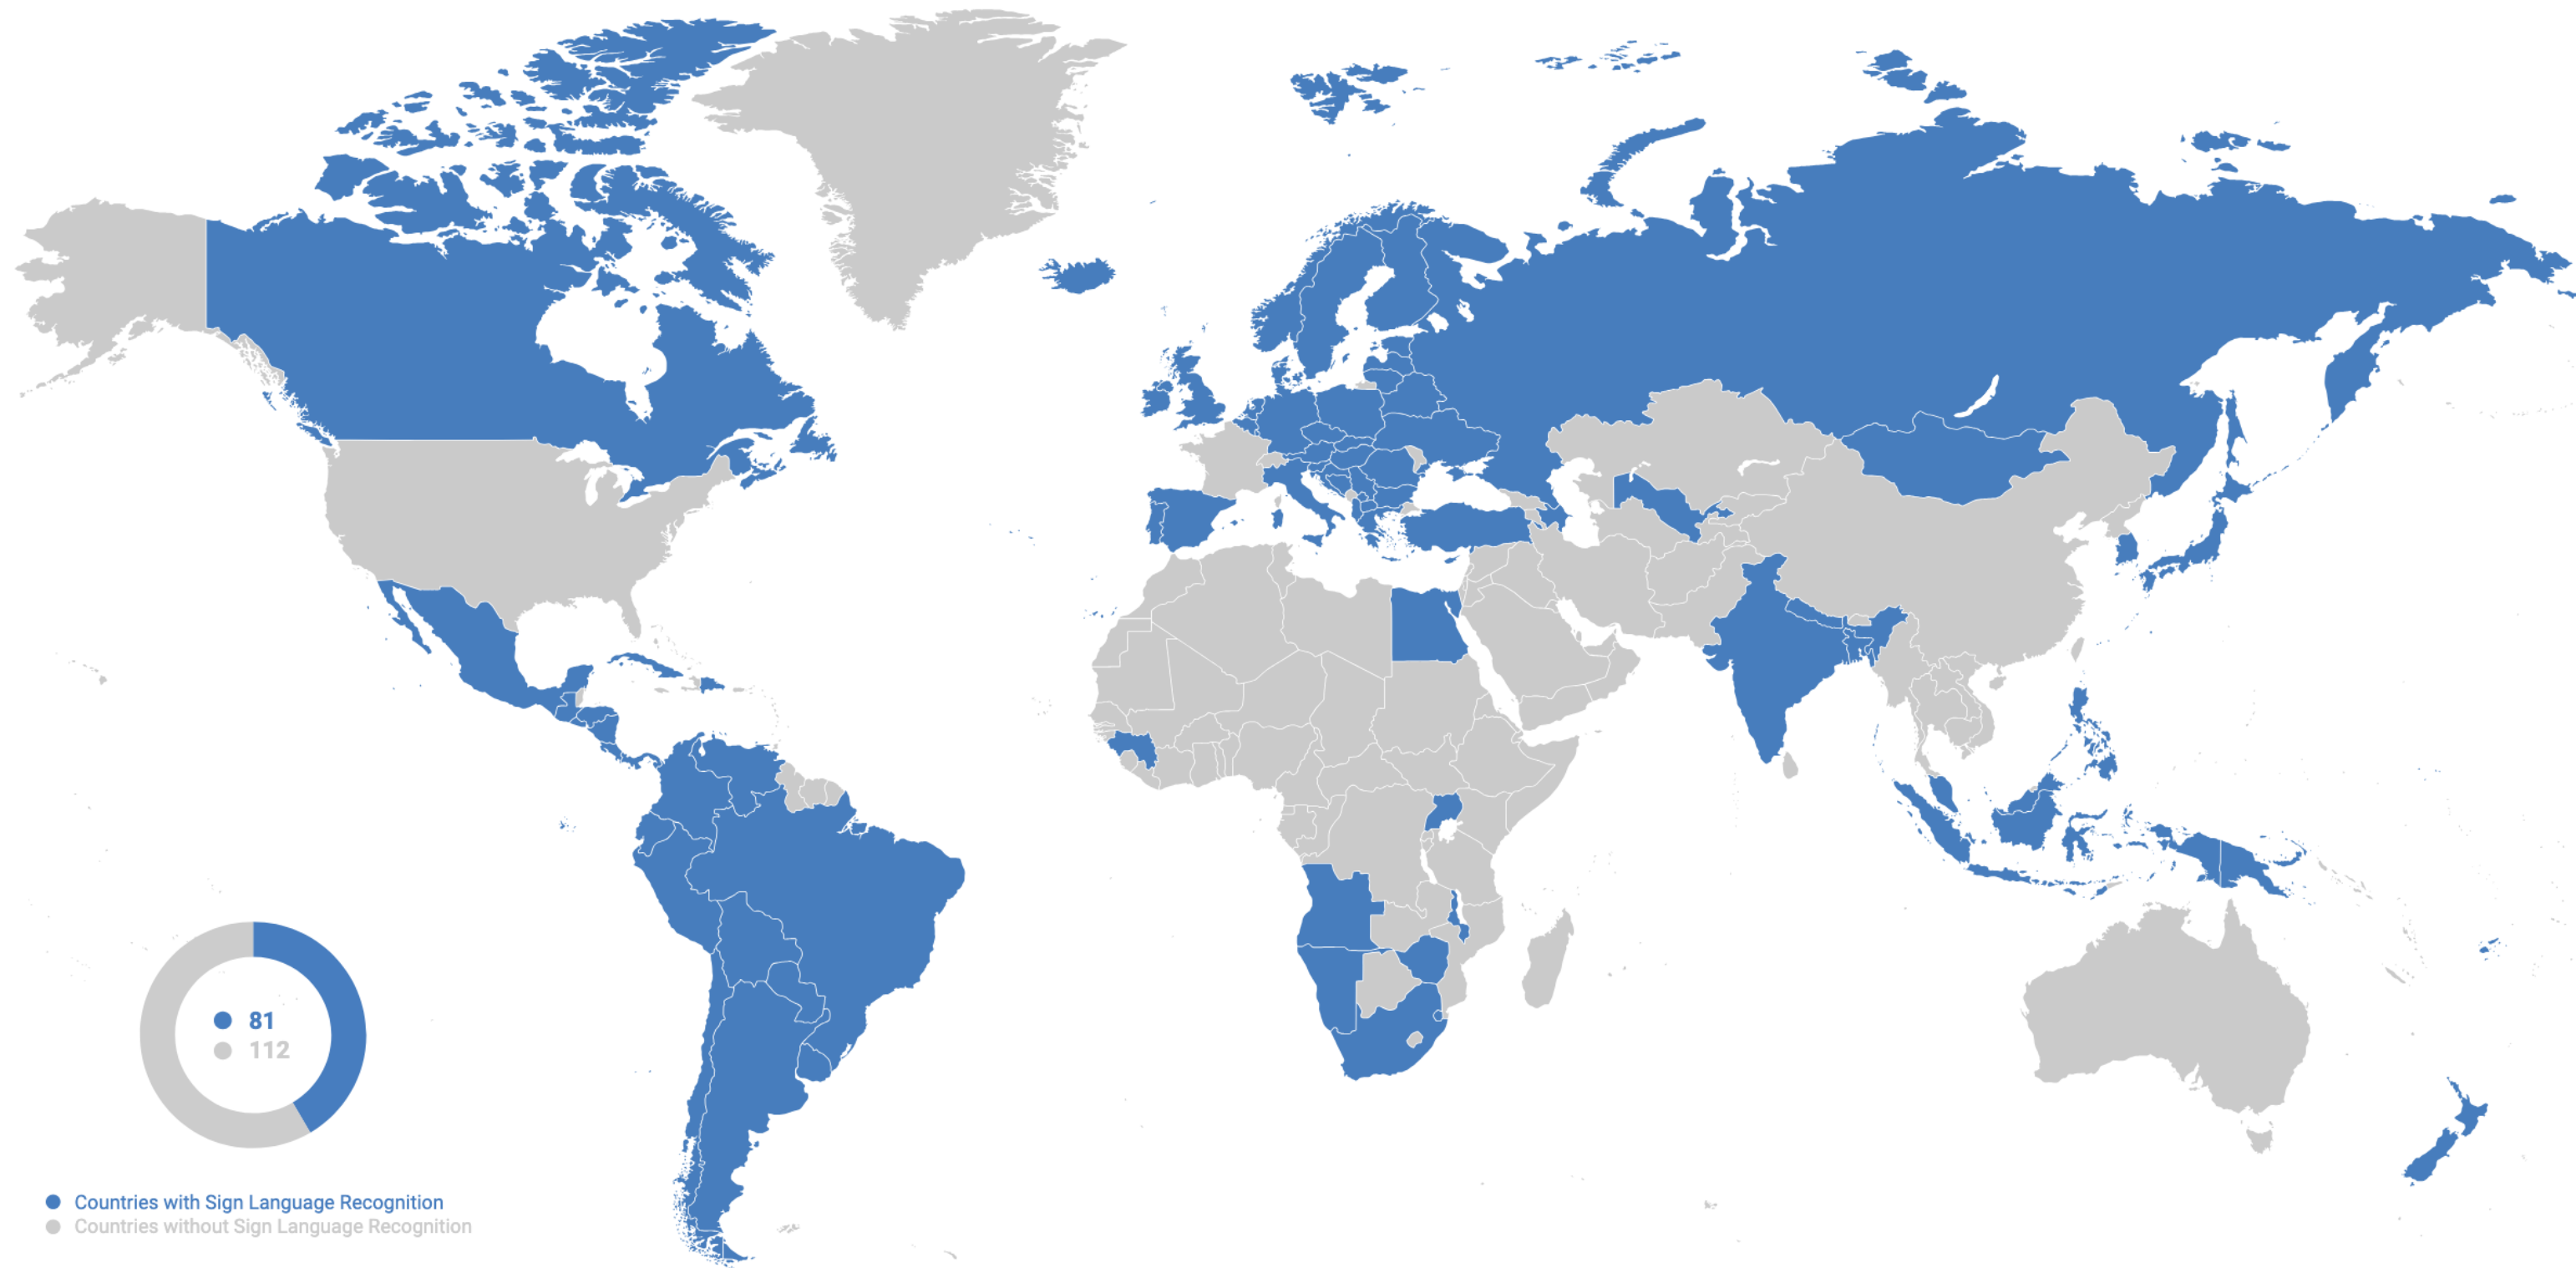 81
112
Countries with Sign Language Recognition
Countries without Sign Language Recognition